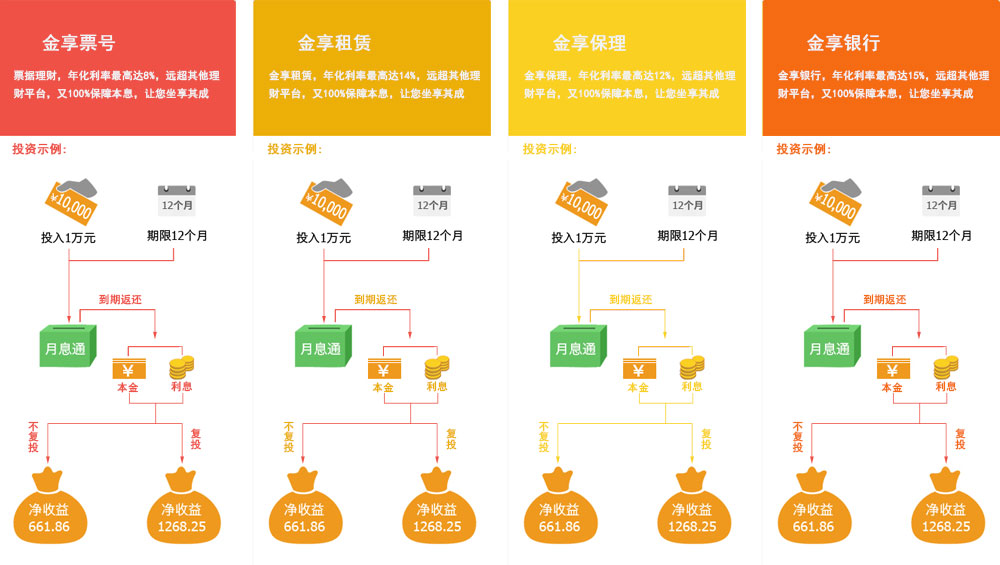 金享票号
票据理财，年化利率最高达8%，远超其他理
财平台，又100%保障本息，让您坐享其成
投资示例：
¥10,000
12个月
投入1万元
期限12个月
到期返还
月息通
¥
本金
利息
不复投
复投
净收益
661.86
净收益
1268.25
金享租赁
金享租赁，年化利率最高达14%，远超其他理
财平台，又100%保障本息，让您坐享其成
投资示例：
¥10,000
12个月
投入1万元
期限12个月
到期返还
月息通
¥
本金
利息
不复投
复投
净收益
661.86
净收益
1268.25
金享保理
金享保理，年化利率最高达12%，远超其他理
财平台，又100%保障本息，让您坐享其成
投资示例：
¥10,000
12个月
投入1万元
期限12个月
到期返还
月息通
¥
本金
利息
不复投
复投
净收益
661.86
净收益
1268.25
金享银行
金享银行，年化利率最高达15%，远超其他理
财平台，又100%保障本息，让您坐享其成
投资示例：
¥10,000
12个月
投入1万元
期限12个月
到期返还
月息通
¥
本金
利息
不复投
复投
净收益
661.86
净收益
1268.25